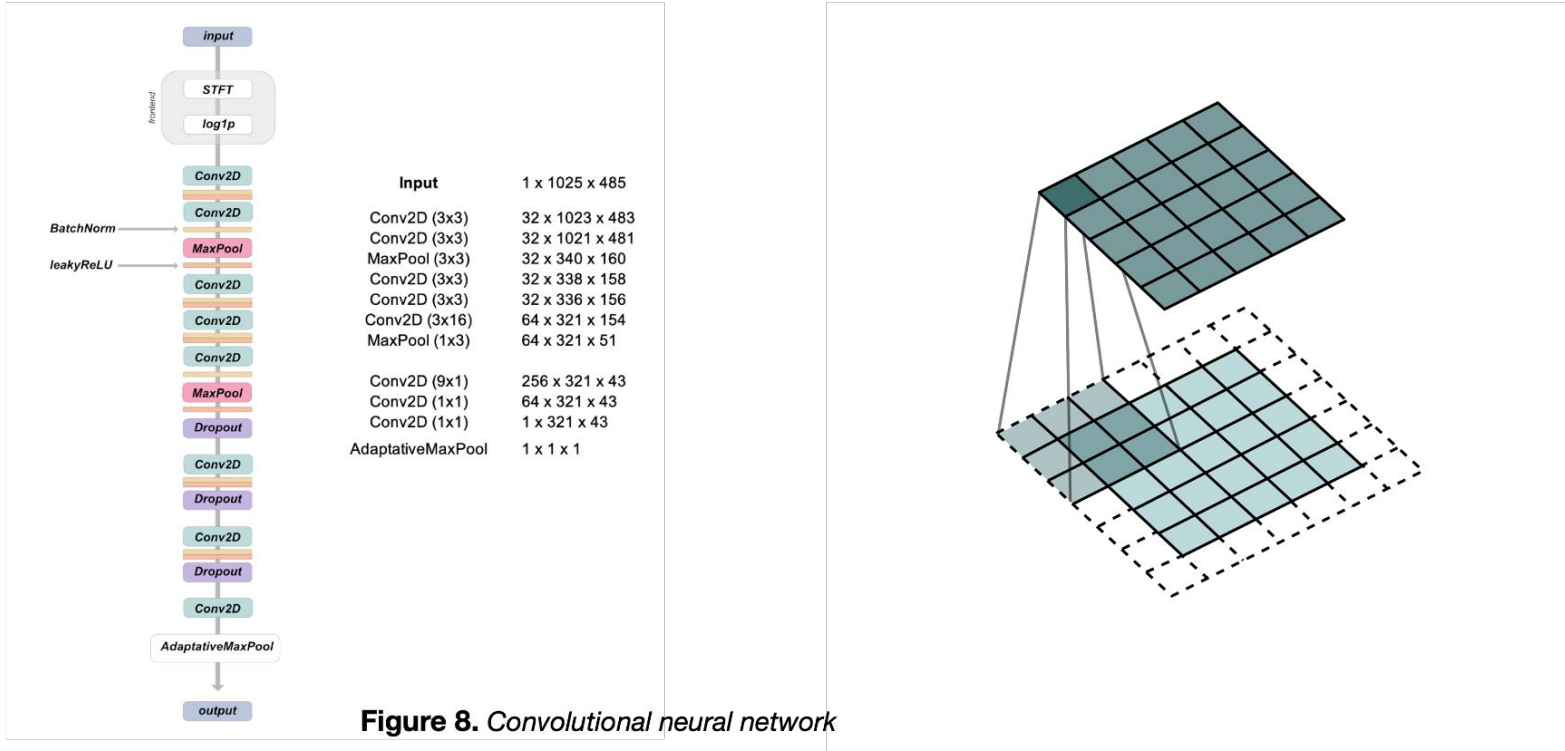 input
STFT
frontend
log1p
Conv2D
Conv2D
BatchNorm
MaxPool
leakyReLU
Conv2D
Conv2D
Conv2D
MaxPool
Dropout
Conv2D
Dropout
Conv2D
Dropout
Conv2D
AdaptativeMaxPool
output
Input 1 x 1025 x 485
Conv2D (3x3) 32 x 1023 x 483
Conv2D (3x3) 32 x 1021 x 481
MaxPool (3x3) 32 x 340 x 160
Conv2D (3x3) 32 x 338 x 158
Conv2D (3x3) 32 x 336 x 156
Conv2D (3x16) 64 x 321 x 154
MaxPool (1x3) 64 x 321 x 51
Conv2D (9x1) 256 x 321 x 43
Conv2D (1x1) 64 x 321 x 43
Conv2D (1x1) 1 x 321 x 43
AdaptativeMaxPool 1 x 1 x 1
Figure 8. Convolutional neural network